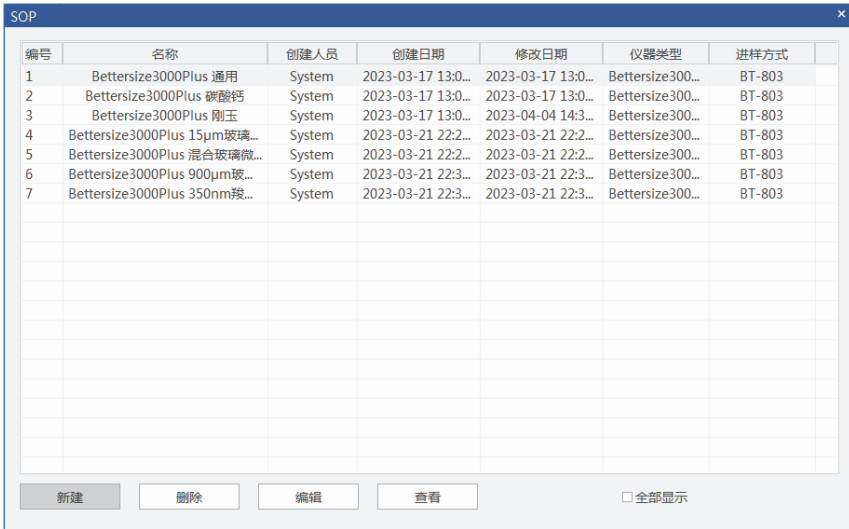 SOP ×
编号 名称 创建人员 创建日期 修改日期 仪器类型 进样方式
1 Bettersize3000Plus 通用 System 2023-03-17 13:0... 2023-03-17 13:0... Bettersize300... BT-803
2 Bettersize3000Plus 碳酸钙 System 2023-03-17 13:0... 2023-03-17 13:0... Bettersize300... BT-803
3 Bettersize3000Plus 刚玉 System 2023-03-17 13:0... 2023-04-04 14:3... Bettersize300... BT-803
4 Bettersize3000Plus 15μm玻璃... System 2023-03-21 22:2... 2023-03-21 22:2... Bettersize300... BT-803
5 Bettersize3000Plus 混合玻璃微... System 2023-03-21 22:2... 2023-03-21 22:2... Bettersize300... BT-803
6 Bettersize3000Plus 900μm玻... System 2023-03-21 22:3... 2023-03-21 22:3... Bettersize300... BT-803
7 Bettersize3000Plus 350nm羧... System 2023-03-21 22:3... 2023-03-21 22:3... Bettersize300... BT-803
新建 删除 编辑 查看 全部显示